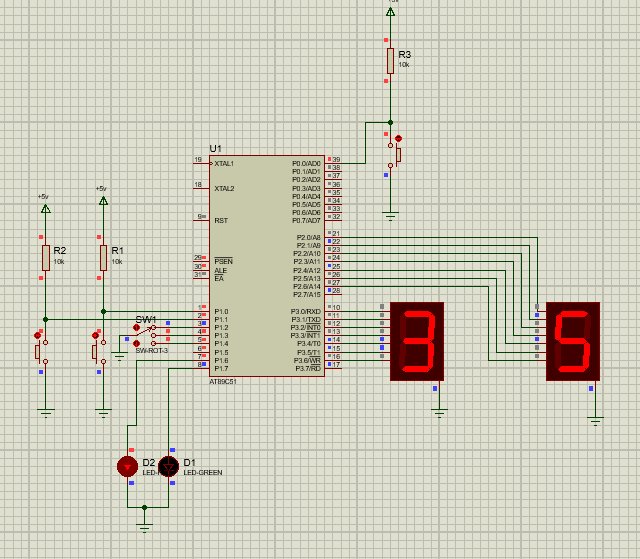 +5v
R3
10k
U1
19 XTAL1
18 XTAL2
9 RST
29 PSEN
30 ALE
31 EA
1 P1.0
2 P1.1
3 P1.2
4 P1.3
5 P1.4
6 P1.5
7 P1.6
8 P1.7
P0.0/AD0 39
P0.1/AD1 38
P0.2/AD2 37
P0.3/AD3 36
P0.4/AD4 35
P0.5/AD5 34
P0.6/AD6 33
P0.7/AD7 32
P2.0/A8 21
P2.1/A9 22
P2.2/A10 23
P2.3/A11 24
P2.4/A12 25
P2.5/A13 26
P2.6/A14 27
P2.7/A15 28
P3.0/RXD 10
P3.1/TXD 11
P3.2/INT0 12
P3.3/INT1 13
P3.4/T0 14
P3.5/T1 15
P3.6/WR 16
P3.7/RD 17
AT89C51
+5v
R2
10k
+5v
R1
10k
SW1
SW-ROT-3
35
D2
D1
LED-GREEN